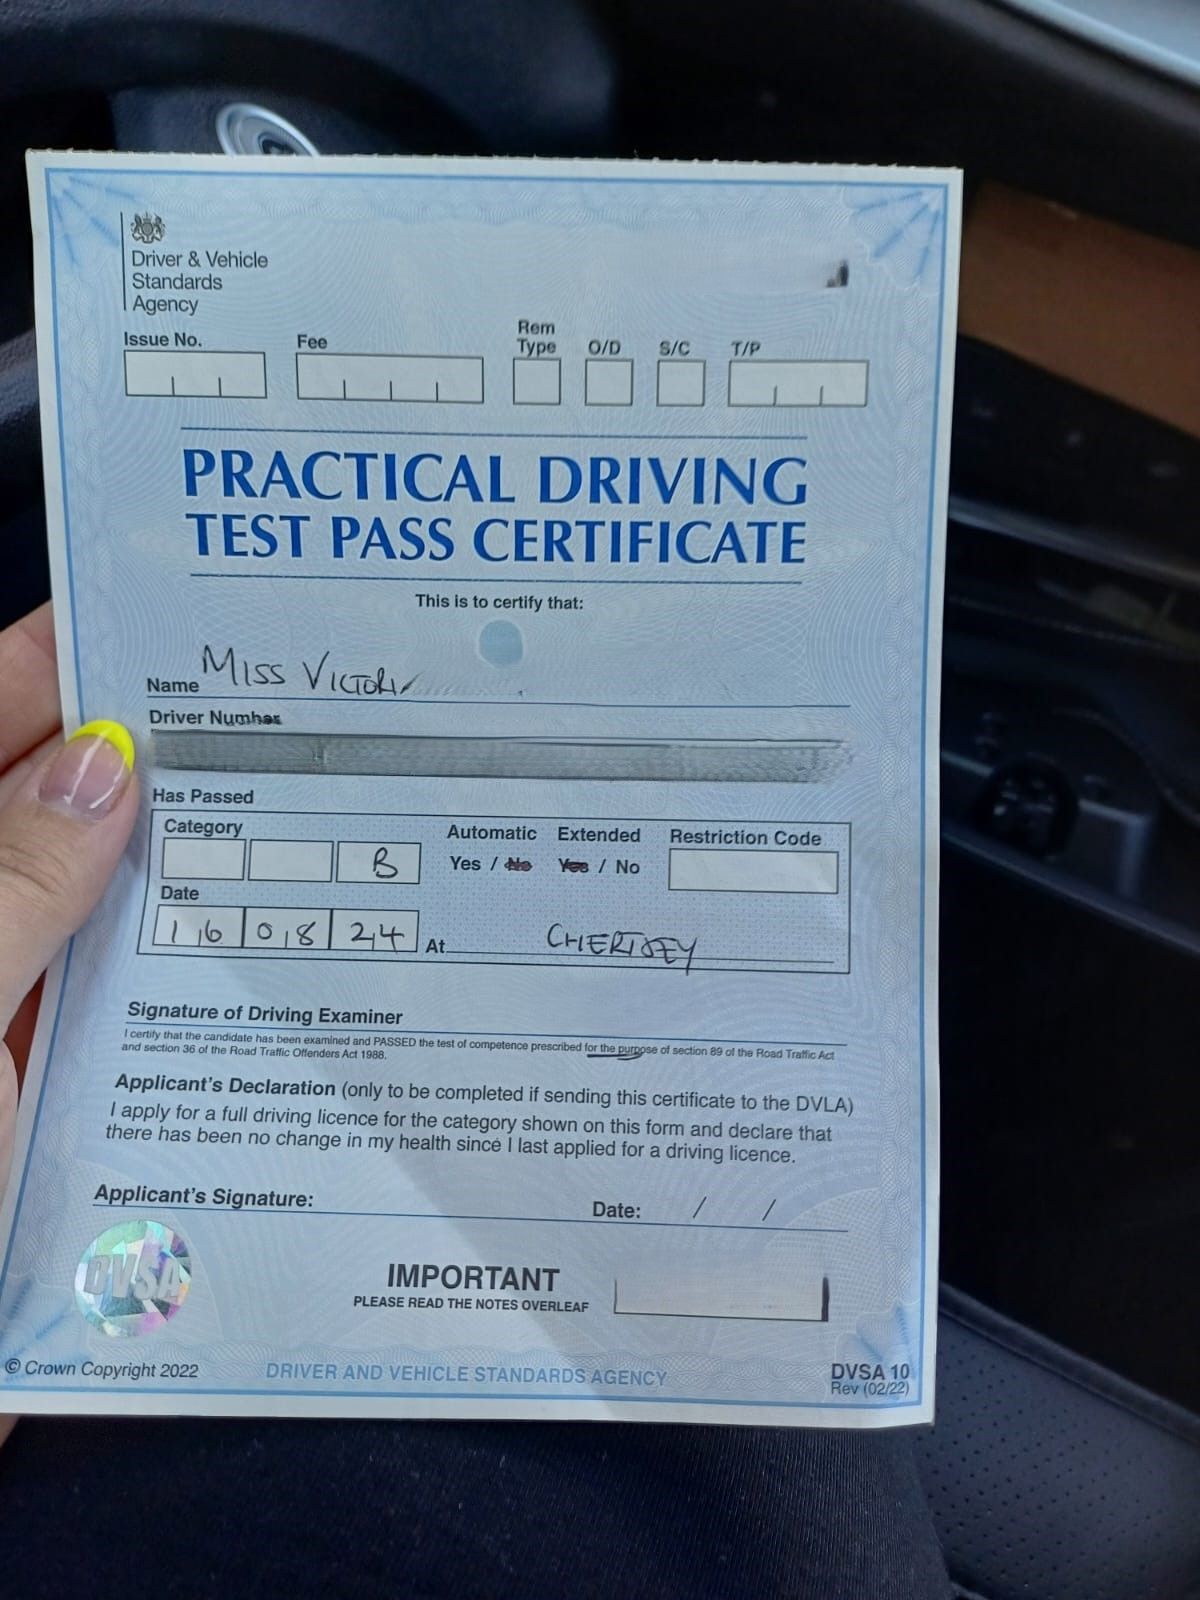 Driver & Vehicle
Standards
Agency
Issue No. Fee Rem Type O/D S/C T/P
PRACTICAL DRIVING
TEST PASS CERTIFICATE
This is to certify that:
Name MISS VICTORI
Driver Number
Has Passed
Category Automatic Extended Restriction Code
B Yes / No Yes / No
Date
16 08 24 At CHERTSEY
Signature of Driving Examiner
I certify that the candidate has been examined and PASSED the test of competence prescribed for the purpose of section 89 of the Road Traffic Act
and section 36 of the Road Traffic Offenders Act 1988.
Applicant's Declaration (only to be completed if sending this certificate to the DVLA)
I apply for a full driving licence for the category shown on this form and declare that
there has been no change in my health since I last applied for a driving licence.
Applicant's Signature: Date: / /
DVSA
IMPORTANT
PLEASE READ THE NOTES OVERLEAF
© Crown Copyright 2022 DRIVER AND VEHICLE STANDARDS AGENCY DVSA 10
Rev (02/22)